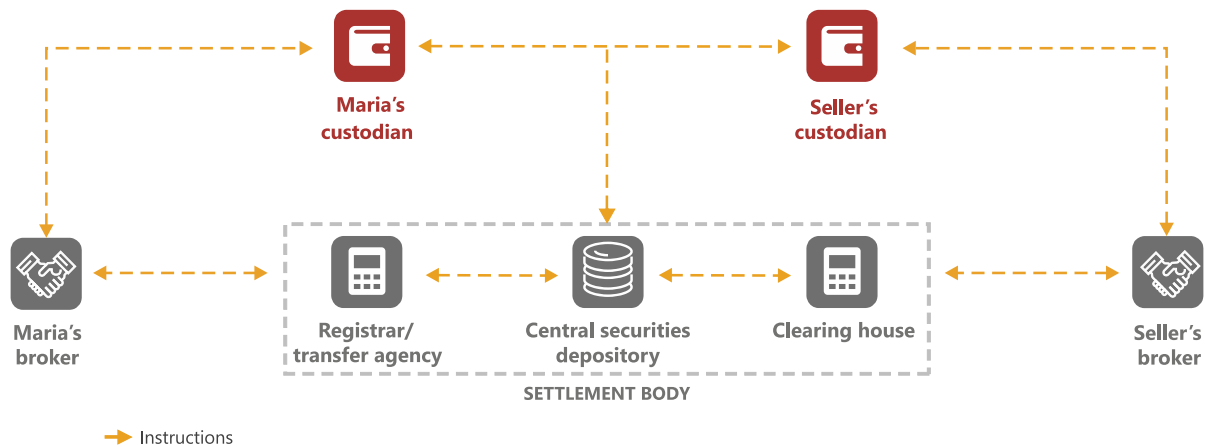 Maria's
custodian
Seller's
custodian
Maria's
broker
Registrar/
transfer agency
Central securities
depository
Clearing house
Seller's
broker
SETTLEMENT BODY
Instructions